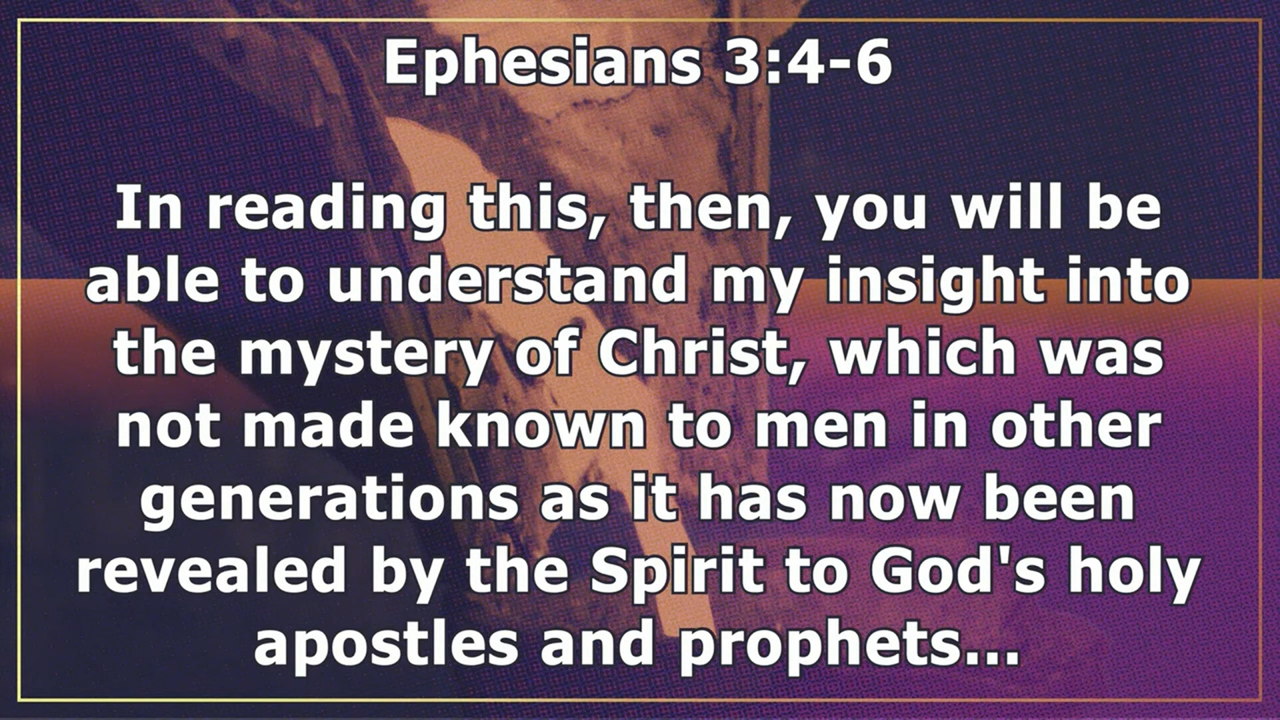 Ephesians 3:4-6
In reading this, then, you will be
able to understand my insight into
the mystery of Christ, which was
not made known to men in other
generations as it has now been
revealed by the Spirit to God's holy
apostles and prophets...